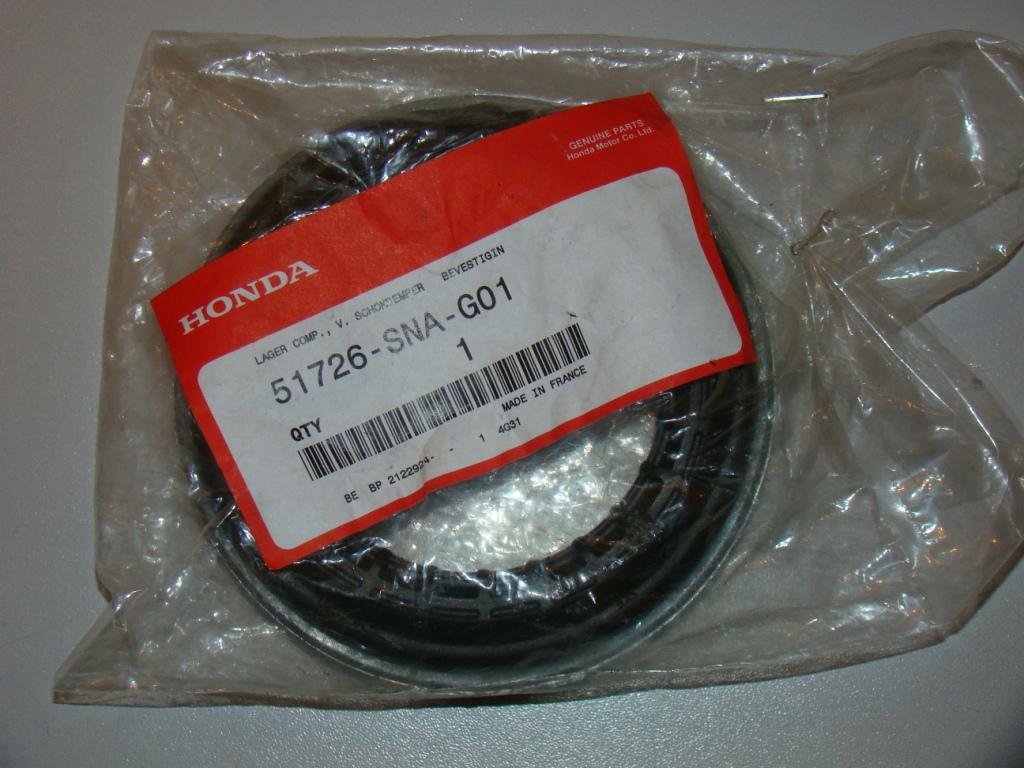 GENUINE PARTS
Honda Motor Co. Ltd.
HONDA
LAGER COMP., V. SCHOKDEMPER BEVESTIGIN
51726-SNA-G01
QTY 1
MADE IN FRANCE
BE BP 2122924- - 1 4G31